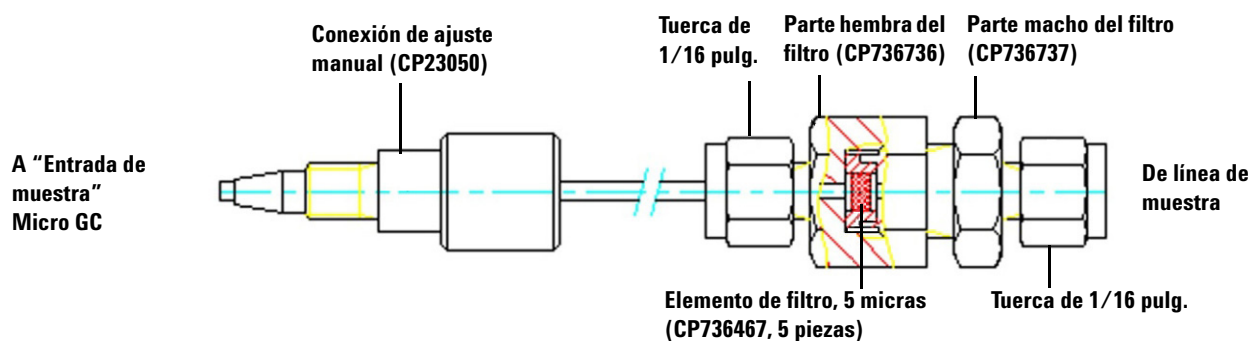 Conexión de ajuste
manual (CP23050)
Tuerca de
1/16 pulg.
Parte hembra del
filtro (CP736736)
Parte macho del filtro
(CP736737)
A “Entrada de
muestra”
Micro GC
De línea de
muestra
Elemento de filtro, 5 micras
(CP736467, 5 piezas)
Tuerca de 1/16 pulg.